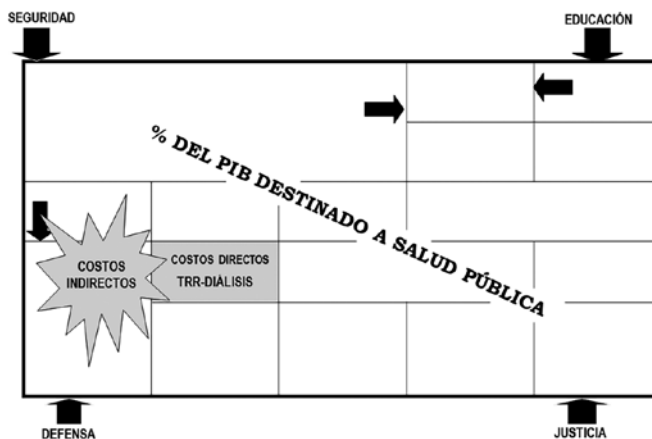 SEGURIDAD
EDUCACIÓN
% DEL PIB DESTINADO A SALUD PÚBLICA
COSTOS
INDIRECTOS
COSTOS DIRECTOS
TRR-DIÁLISIS
DEFENSA
JUSTICIA